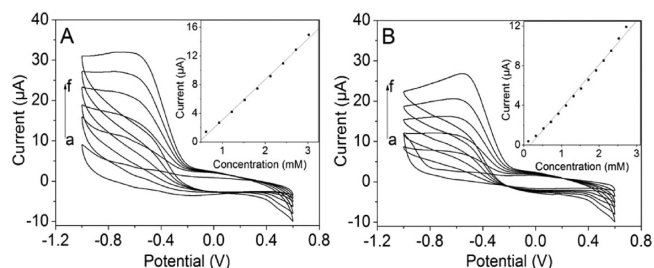 A
40
30
20
10
0
-10
Current (µA)
f
a
-1.2
-0.8
-0.4
0.0
0.4
0.8
Potential (V)
16
12
8
4
0
Current (µA)
1
2
3
Concentration (mM)
B
40
30
20
10
0
-10
Current (µA)
f
a
-1.2
-0.8
-0.4
0.0
0.4
0.8
Potential (V)
12
8
4
0
Current (µA)
0
1
2
3
Concentration (mM)